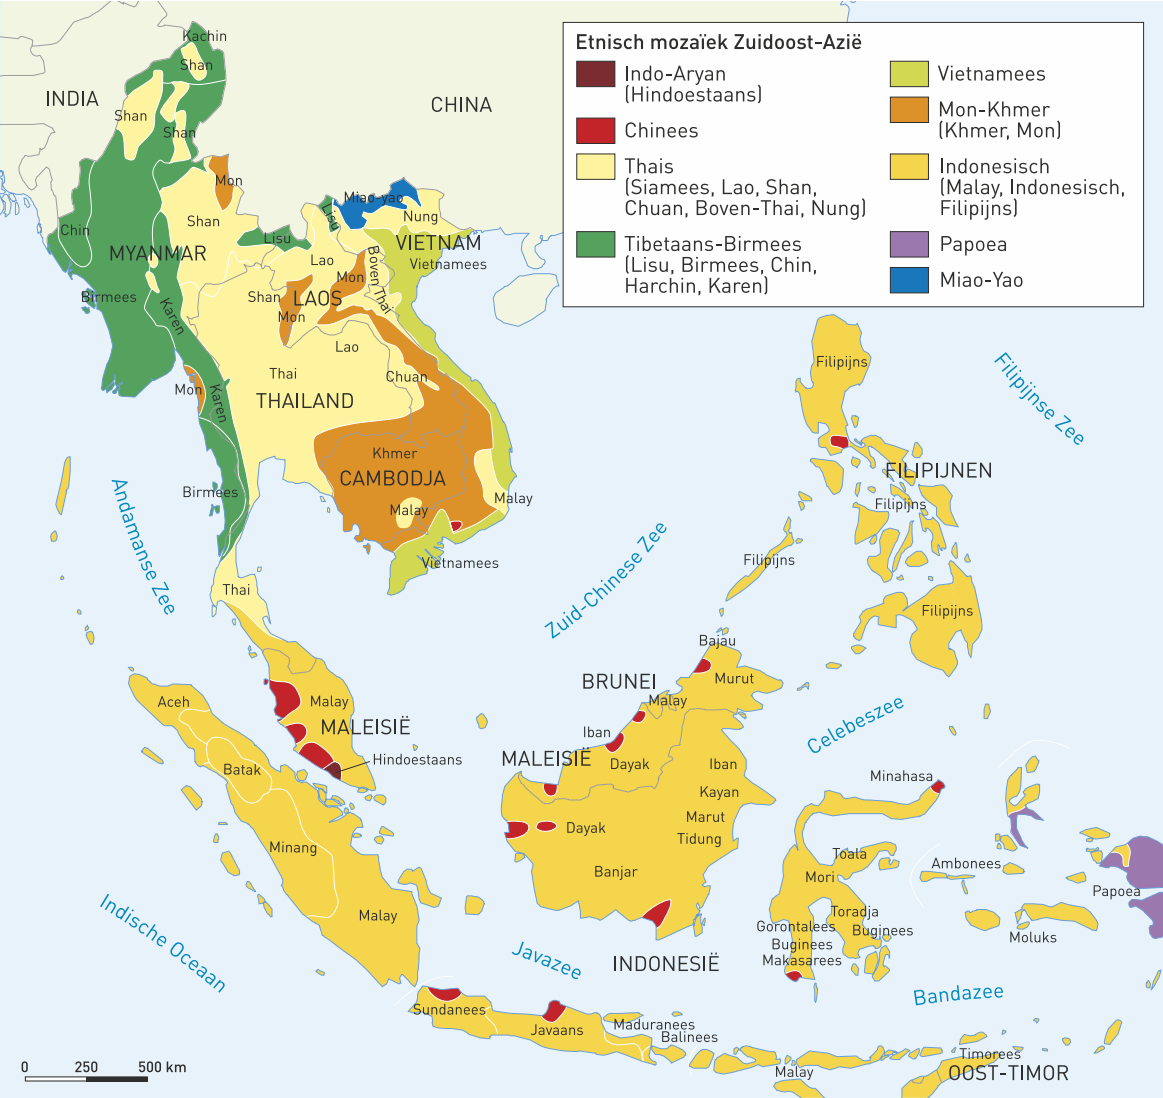 Etnisch mozaïek Zuidoost-Azië
Indo-Aryan
(Hindoestaans)
Chinees
Thais
(Siamees, Lao, Shan,
Chuan, Boven-Thai, Nung)
Tibetaans-Birmees
(Lisu, Birmees, Chin,
Harchin, Karen)
Vietnamees
Mon-Khmer
(Khmer, Mon)
Indonesisch
(Malay, Indonesisch,
Filipijns)
Papoea
Miao-Yao
Kachin
Shan
INDIA
CHINA
Shan
Shan
Mon
Miao-yao
Lisu
Nung
Shan
Chin
Lisu
VIETNAM
MYANMAR
Lao
Boven Thai
Vietnamees
Mon
Birmees
Karen
Shan
LAOS
Mon
Lao
Thai
Chuan
Mon
Karen
THAILAND
Filipijns
Filipijnse Zee
Khmer
CAMBODJA
FILIPIJNEN
Birmees
Malay
Malay
Filipijns
Andamanse Zee
Vietnamees
Zuid-Chinese Zee
Filipijns
Thai
Filipijns
Bajau
BRUNEI
Murut
Aceh
Malay
Malay
MALEISIË
Celebeszee
Iban
Hindoestaans
MALEISIË
Dayak
Iban
Batak
Minahasa
Kayan
Marut
Dayak
Tidung
Minang
Toala
Ambonees
Banjar
Mori
Papoea
Malay
Toradja
Gorontalees
Buginees
Buginees
Moluks
Makasarees
Indische Oceaan
Javazee
INDONESIË
Bandazee
Sundanees
Javaans
Maduranees
Balinees
Timorees
Malay
OOST-TIMOR
0 250 500 km